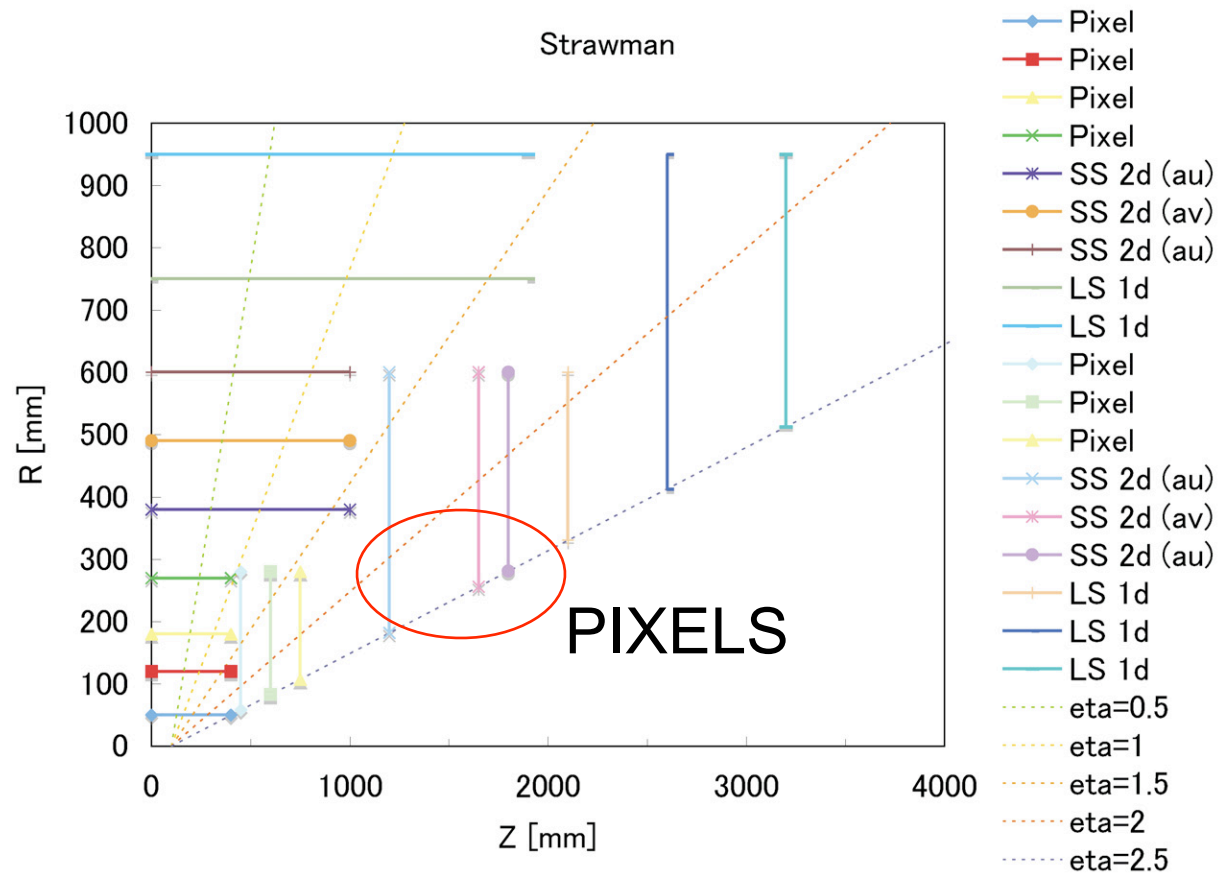 Strawman
1000
900
800
700
600
500
400
300
200
100
0
R [mm]
0 1000 2000 3000 4000
Z [mm]
PIXELS
Pixel
Pixel
Pixel
Pixel
SS 2d (au)
SS 2d (av)
SS 2d (au)
LS 1d
LS 1d
Pixel
Pixel
Pixel
SS 2d (au)
SS 2d (av)
SS 2d (au)
LS 1d
LS 1d
LS 1d
eta=0.5
eta=1
eta=1.5
eta=2
eta=2.5